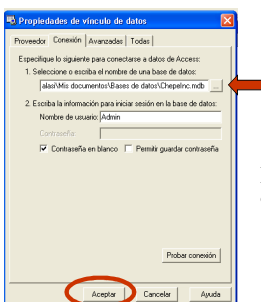 Propiedades de vínculo de datos
Proveedor Conexión Avanzadas Todas
Especifique lo siguiente para conectarse a datos de Access:
1. Seleccione o escriba el nombre de una base de datos:
alasi\Mis documentos\Bases de datos\ChepeInc.mdb ...
2. Escriba la información para iniciar sesión en la base de datos:
Nombre de usuario: Admin
Contraseña:
Contraseña en blanco Permitir guardar contraseña
Probar conexión
Aceptar Cancelar Ayuda